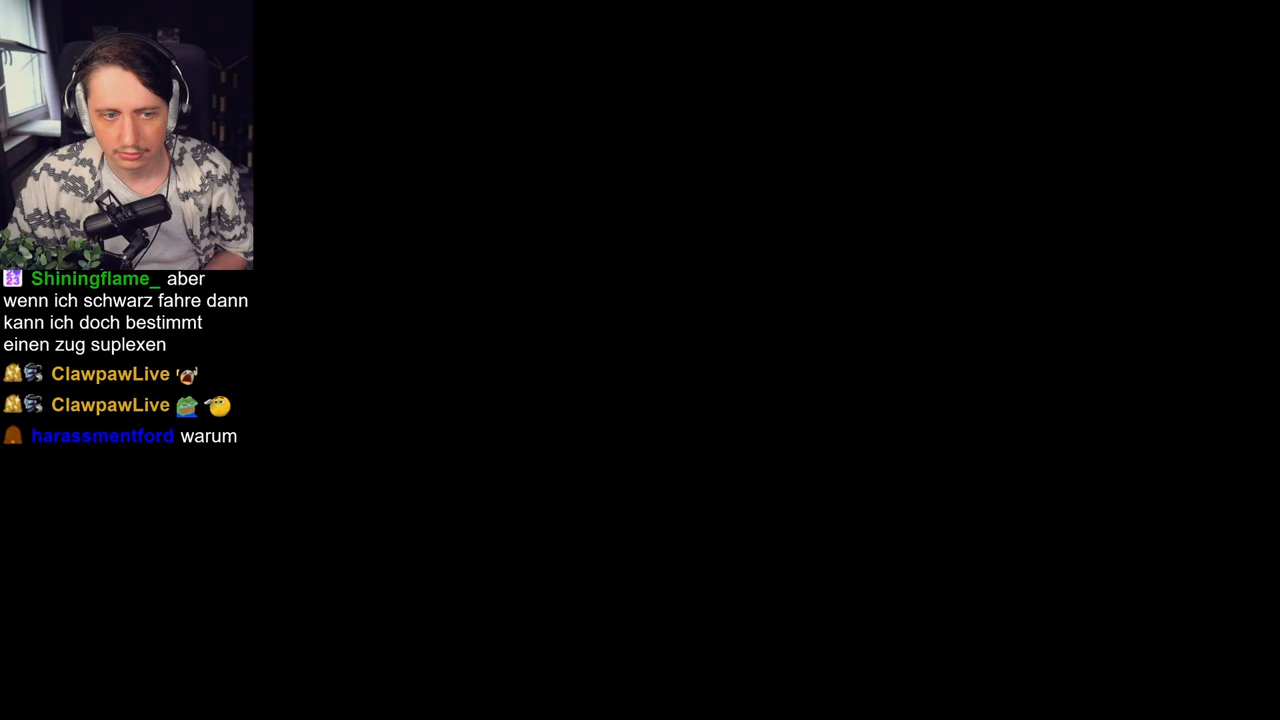 Shiningflame_ aber
wenn ich schwarz fahre dann
kann ich doch bestimmt
einen zug suplexen
ClawpawLive
ClawpawLive
harassmentford warum